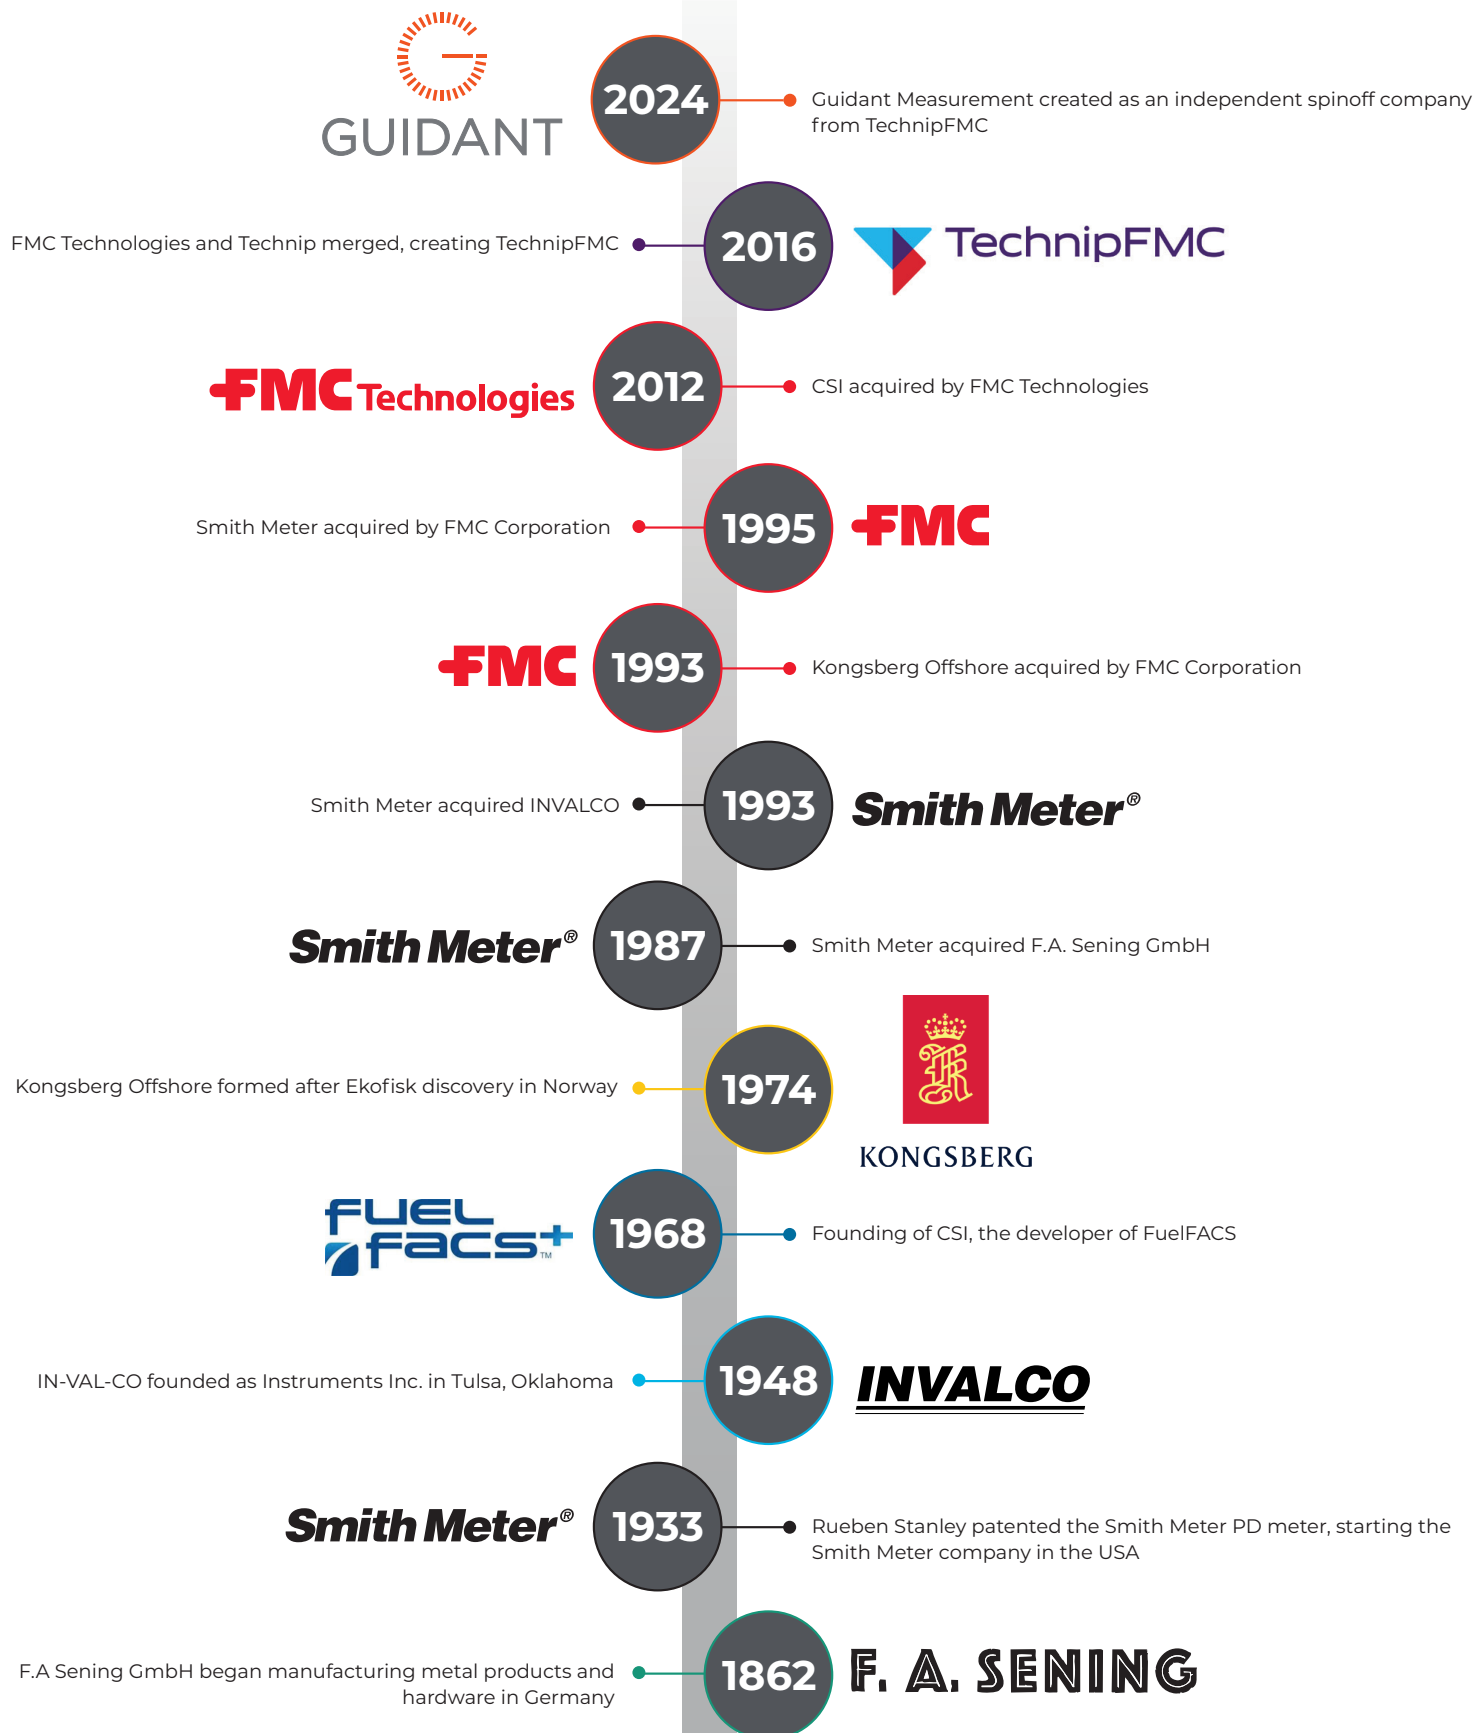 GUIDANT
2024
Guidant Measurement created as an independent spinoff company
from TechnipFMC
FMC Technologies and Technip merged, creating TechnipFMC
2016
TechnipFMC
FMC Technologies
2012
CSI acquired by FMC Technologies
Smith Meter acquired by FMC Corporation
1995
FMC
FMC
1993
Kongsberg Offshore acquired by FMC Corporation
Smith Meter acquired INVALCO
1993
Smith Meter®
Smith Meter®
1987
Smith Meter acquired F.A. Sening GmbH
Kongsberg Offshore formed after Ekofisk discovery in Norway
1974
KONGSBERG
FUEL
FACS+™
1968
Founding of CSI, the developer of FuelFACS
IN-VAL-CO founded as Instruments Inc. in Tulsa, Oklahoma
1948
INVALCO
Smith Meter®
1933
Rueben Stanley patented the Smith Meter PD meter, starting the
Smith Meter company in the USA
F.A Sening GmbH began manufacturing metal products and
hardware in Germany
1862
F. A. SENING